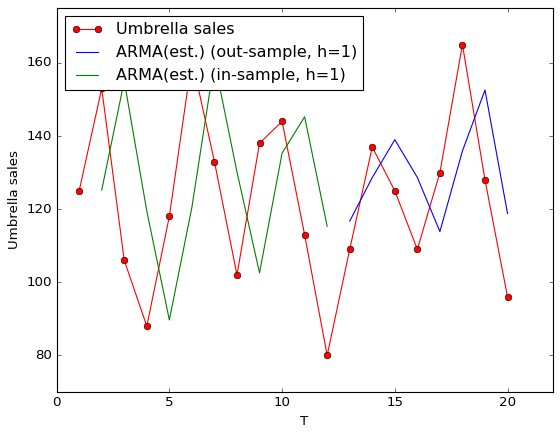 Umbrella sales
ARMA(est.) (out-sample, h=1)
ARMA(est.) (in-sample, h=1)
160
140
120
100
80
Umbrella sales
0 5 10 15 20
T